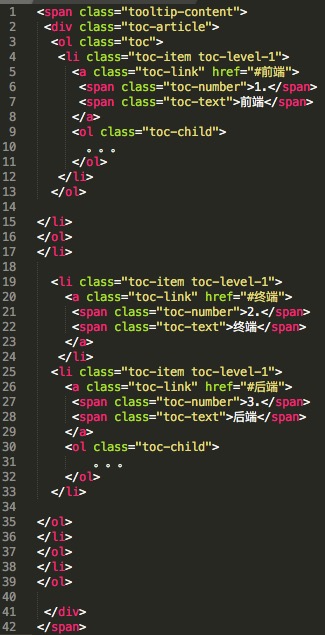 1 <span class="tooltip-content">
2 <div class="toc-article">
3 <ol class="toc">
4 <li class="toc-item toc-level-1">
5 <a class="toc-link" href="#前端">
6 <span class="toc-number">1.</span>
7 <span class="toc-text">前端</span>
8 </a>
9 <ol class="toc-child">
10 。。。
11 </ol>
12 </li>
13 </ol>
14
15 </li>
16 </ol>
17 </li>
18
19 <li class="toc-item toc-level-1">
20 <a class="toc-link" href="#终端">
21 <span class="toc-number">2.</span>
22 <span class="toc-text">终端</span>
23 </a>
24 </li>
25 <li class="toc-item toc-level-1">
26 <a class="toc-link" href="#后端">
27 <span class="toc-number">3.</span>
28 <span class="toc-text">后端</span>
29 </a>
30 <ol class="toc-child">
31 。。。
32 </ol>
33 </li>
34
35 </ol>
36 </li>
37 </ol>
38 </li>
39 </ol>
40
41 </div>
42 </span>